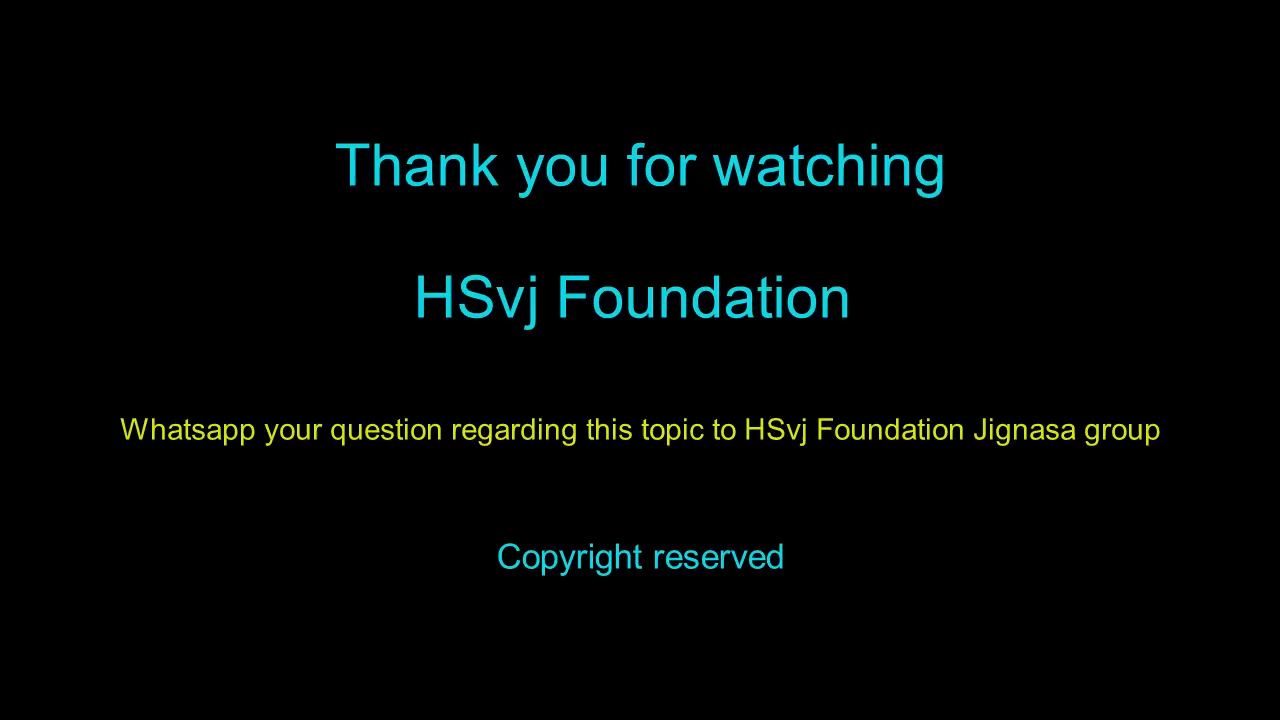 Thank you for watching
HSvj Foundation
Whatsapp your question regarding this topic to HSvj Foundation Jignasa group
Copyright reserved